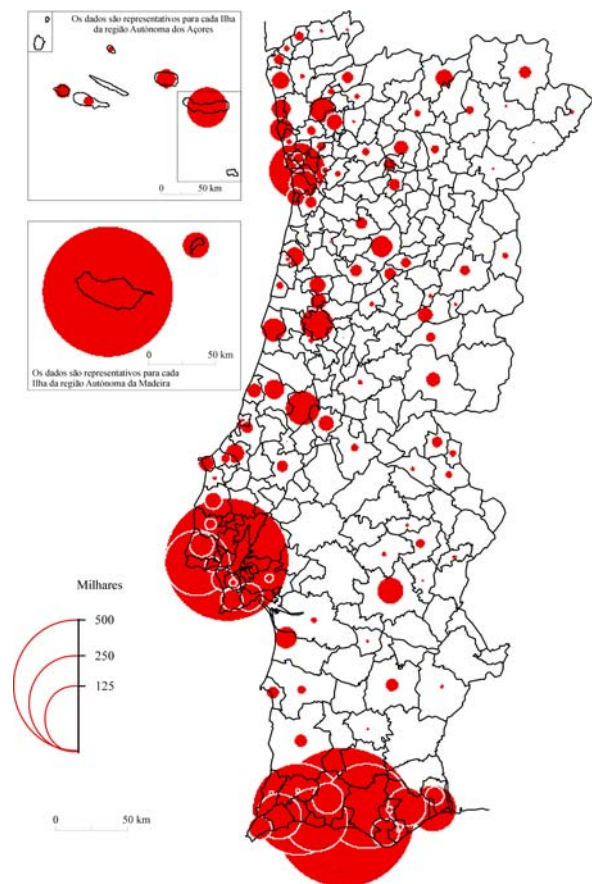 Os dados são representativos para cada Ilha
da região Autónoma dos Açores
0 50 km
0 50 km
Os dados são representativos para cada
Ilha da região Autónoma da Madeira
Milhares
500
250
125
0 50 km